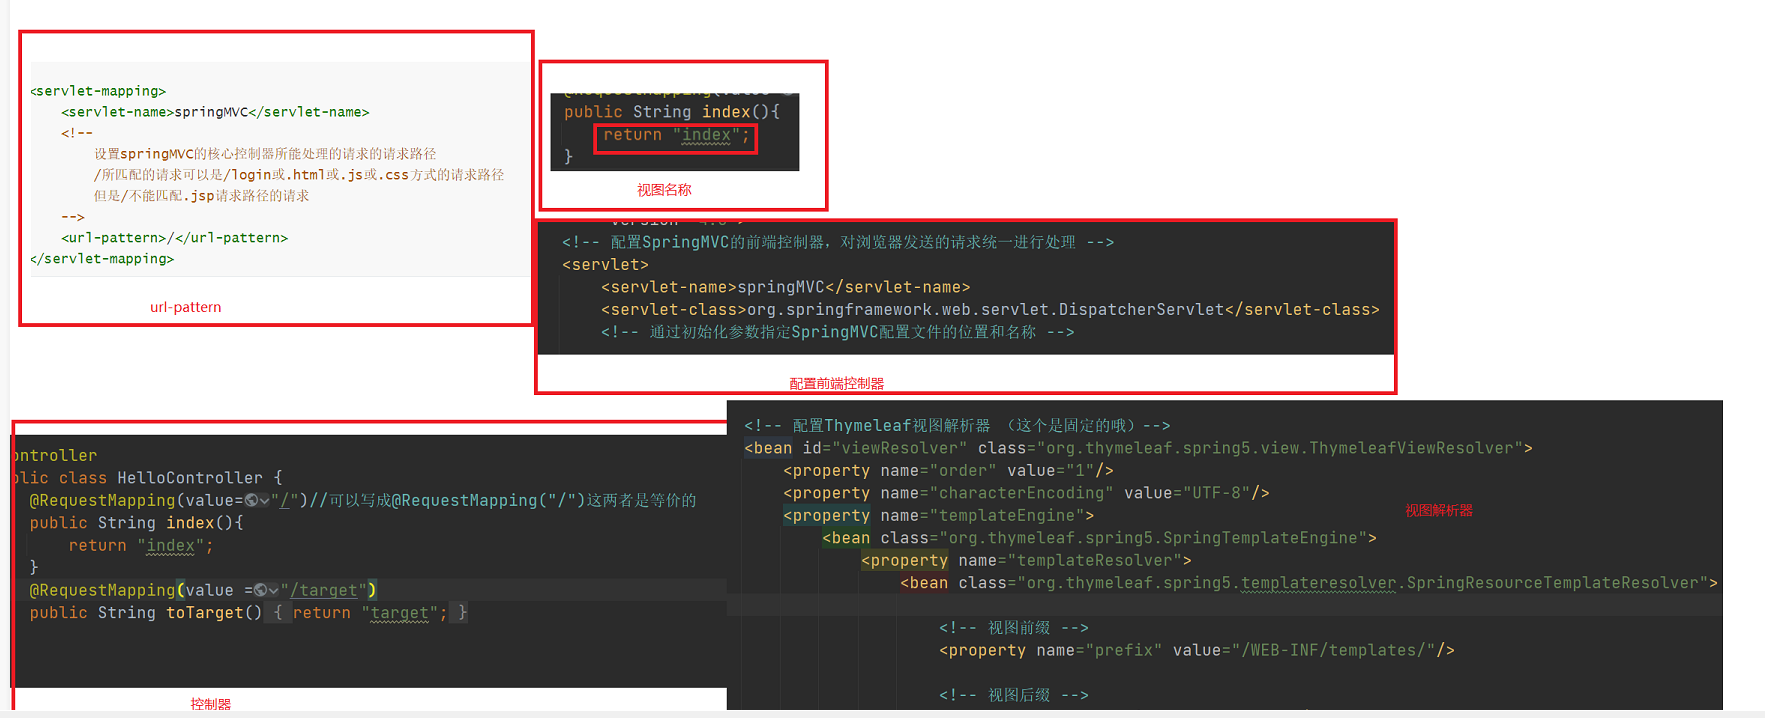 <servlet-mapping>
<servlet-name>springMVC</servlet-name>
<!--
设置springMVC的核心控制器所能处理的请求的请求路径
/所匹配的请求可以是/login或.html或.js或.css方式的请求路径
但是/不能匹配.jsp请求路径的请求
-->
<url-pattern>/</url-pattern>
</servlet-mapping>
url-pattern
public String index(){
return "index";
}
视图名称
<!-- 配置SpringMVC的前端控制器，对浏览器发送的请求统一进行处理 -->
<servlet>
<servlet-name>springMVC</servlet-name>
<servlet-class>org.springframework.web.servlet.DispatcherServlet</servlet-class>
<!-- 通过初始化参数指定SpringMVC配置文件的位置和名称 -->
配置前端控制器
ontroller
blic class HelloController {
@RequestMapping(value="/")//可以写成@RequestMapping("/")这两者是等价的
public String index(){
return "index";
}
@RequestMapping(value ="/target")
public String toTarget() { return "target"; }
控制器
<!-- 配置Thymeleaf视图解析器 （这个是固定的哦）-->
<bean id="viewResolver" class="org.thymeleaf.spring5.view.ThymeleafViewResolver">
<property name="order" value="1"/>
<property name="characterEncoding" value="UTF-8"/>
<property name="templateEngine">
<bean class="org.thymeleaf.spring5.SpringTemplateEngine">
<property name="templateResolver">
<bean class="org.thymeleaf.spring5.templateresolver.SpringResourceTemplateResolver">
<!-- 视图前缀 -->
<property name="prefix" value="/WEB-INF/templates/"/>
<!-- 视图后缀 -->
视图解析器